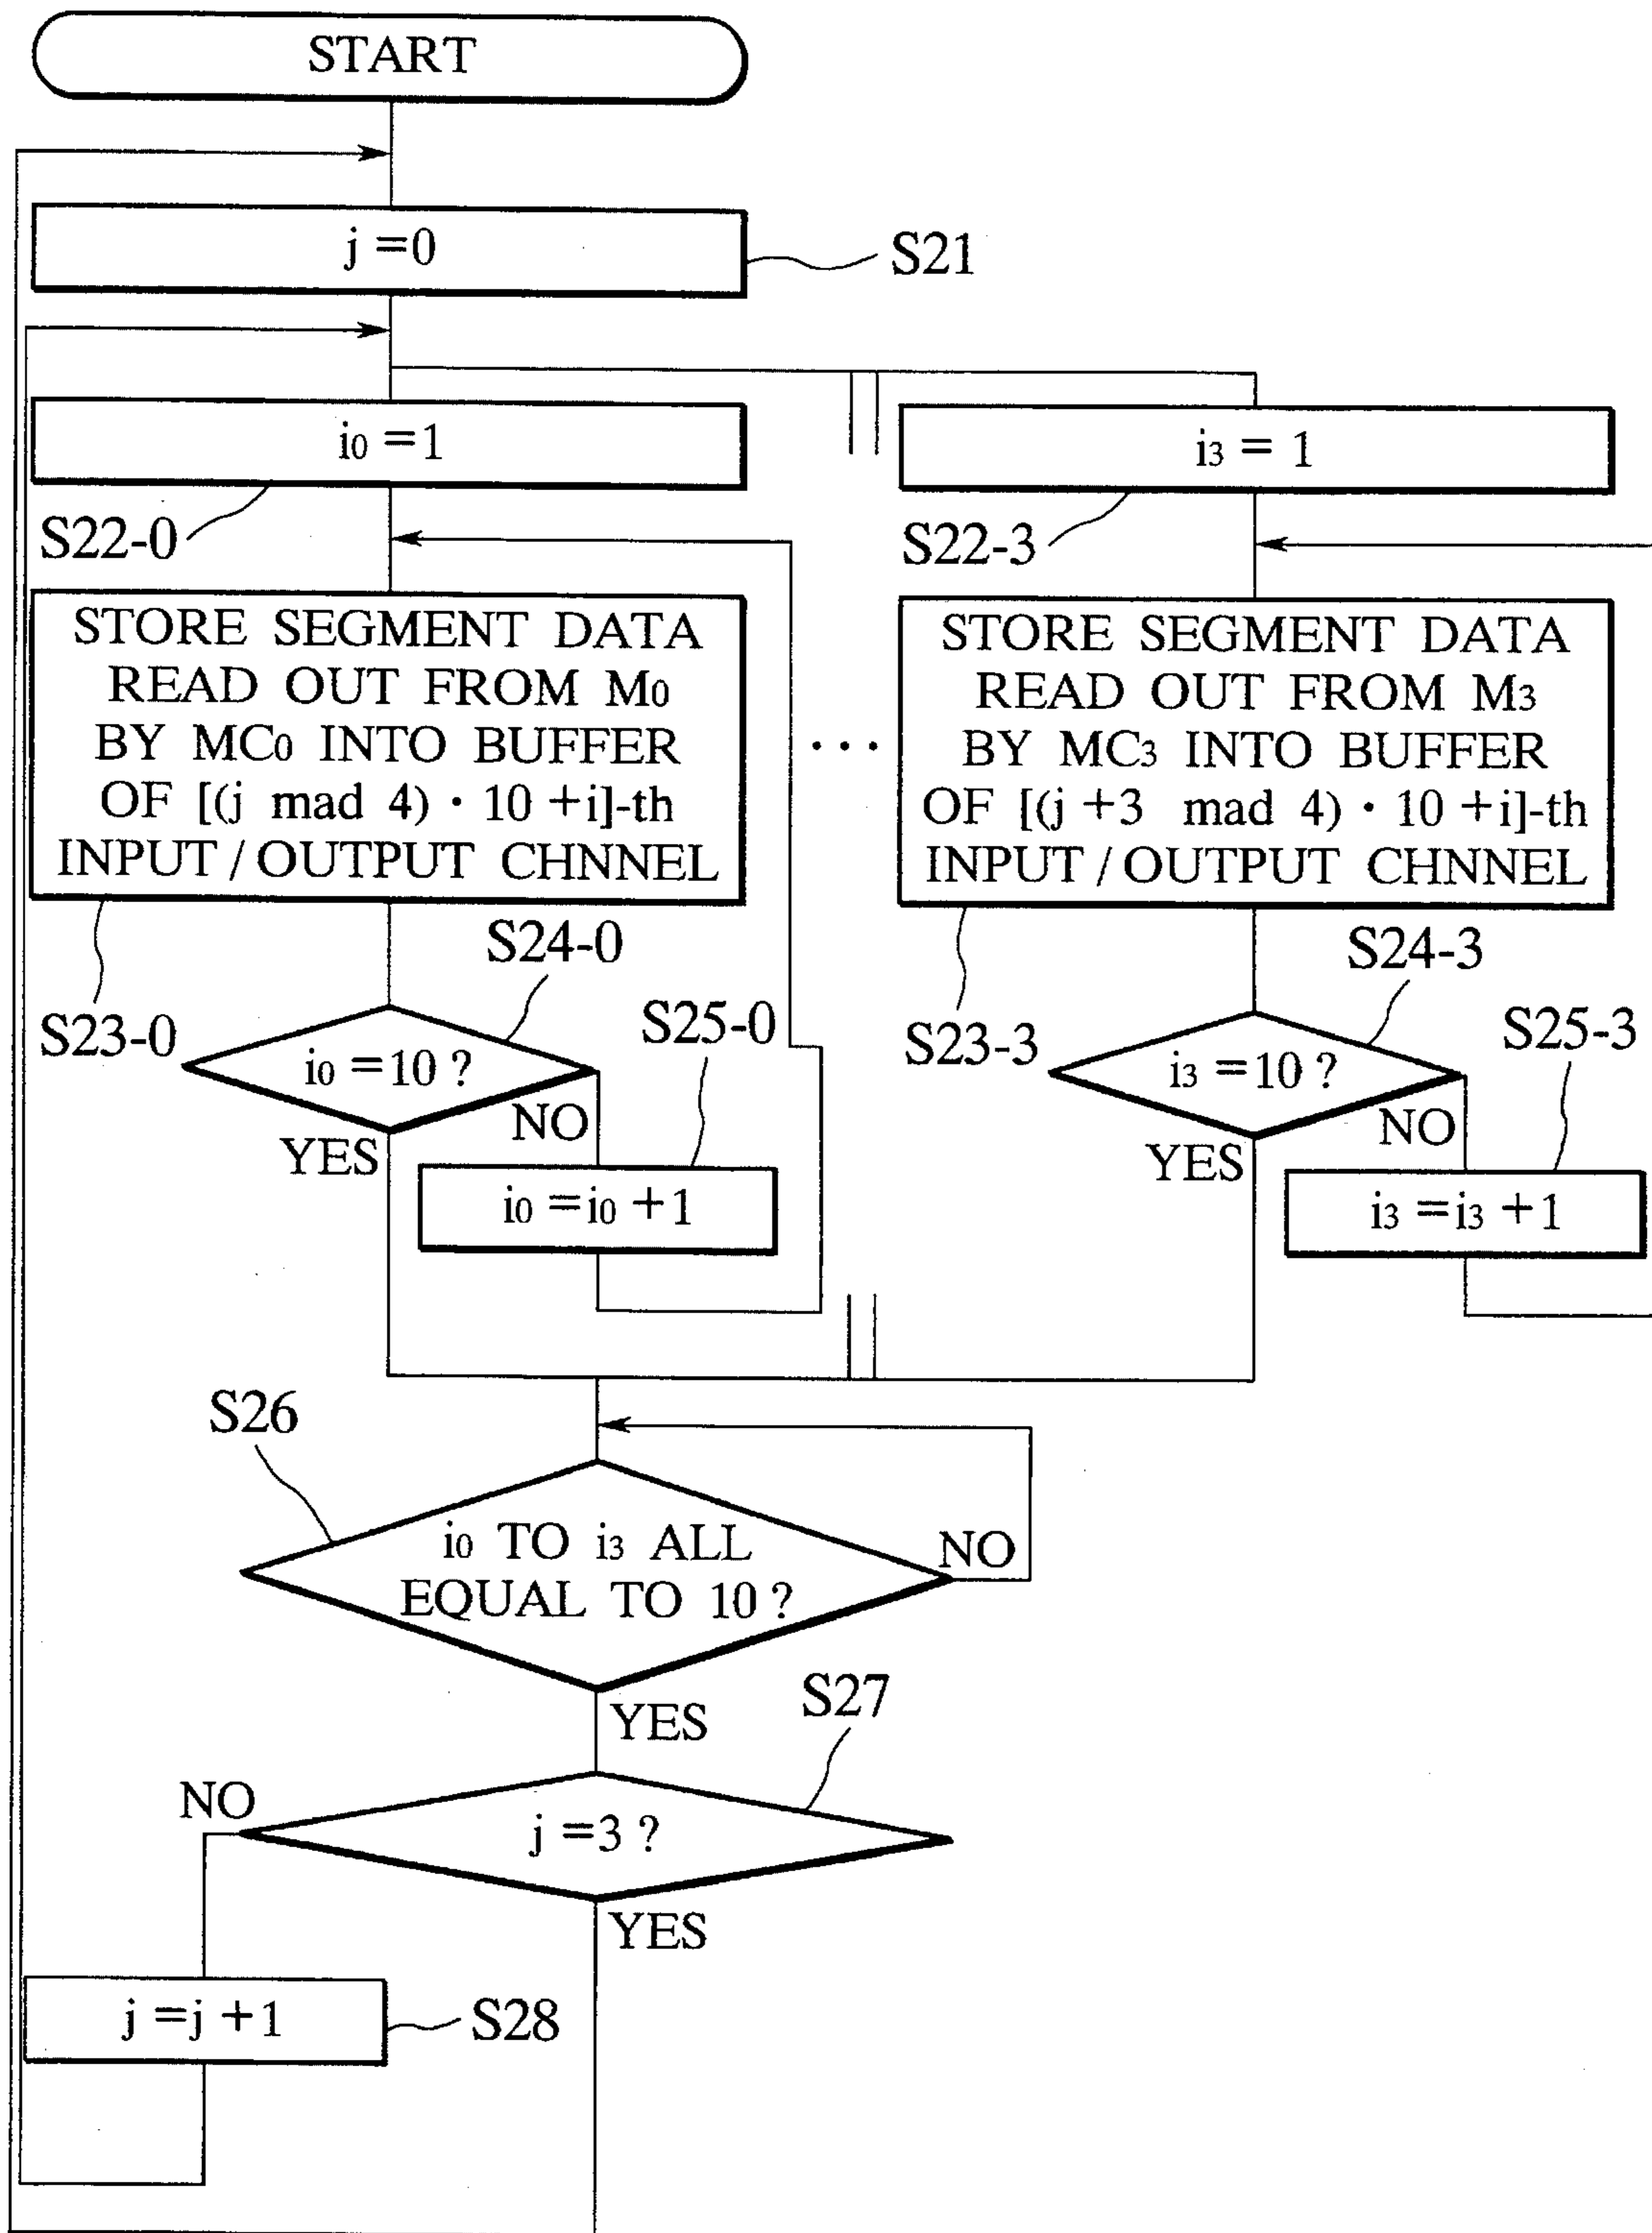 START
j =0
S21
i0 =1
S22-0
i3 = 1
S22-3
STORE SEGMENT DATA
READ OUT FROM M0
BY MC0 INTO BUFFER
OF [(j mad 4) · 10 +i]-th
INPUT / OUTPUT CHNNEL
S23-0
...
STORE SEGMENT DATA
READ OUT FROM M3
BY MC3 INTO BUFFER
OF [(j +3 mad 4) · 10 +i]-th
INPUT / OUTPUT CHNNEL
S23-3
S24-0
i0 =10 ?
NO
YES
S25-0
i0 =i0 +1
S24-3
i3 =10 ?
NO
YES
S25-3
i3 =i3 +1
S26
i0 TO i3 ALL
EQUAL TO 10 ?
NO
YES
S27
j =3 ?
NO
YES
j =j +1
S28